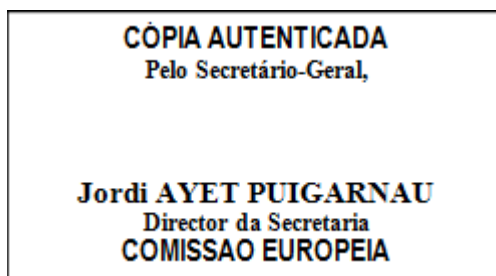 CÓPIA AUTENTICADA
Pelo Secretário-Geral,
Jordi AYET PUIGARNAU
Director da Secretaria
COMISSAO EUROPEIA